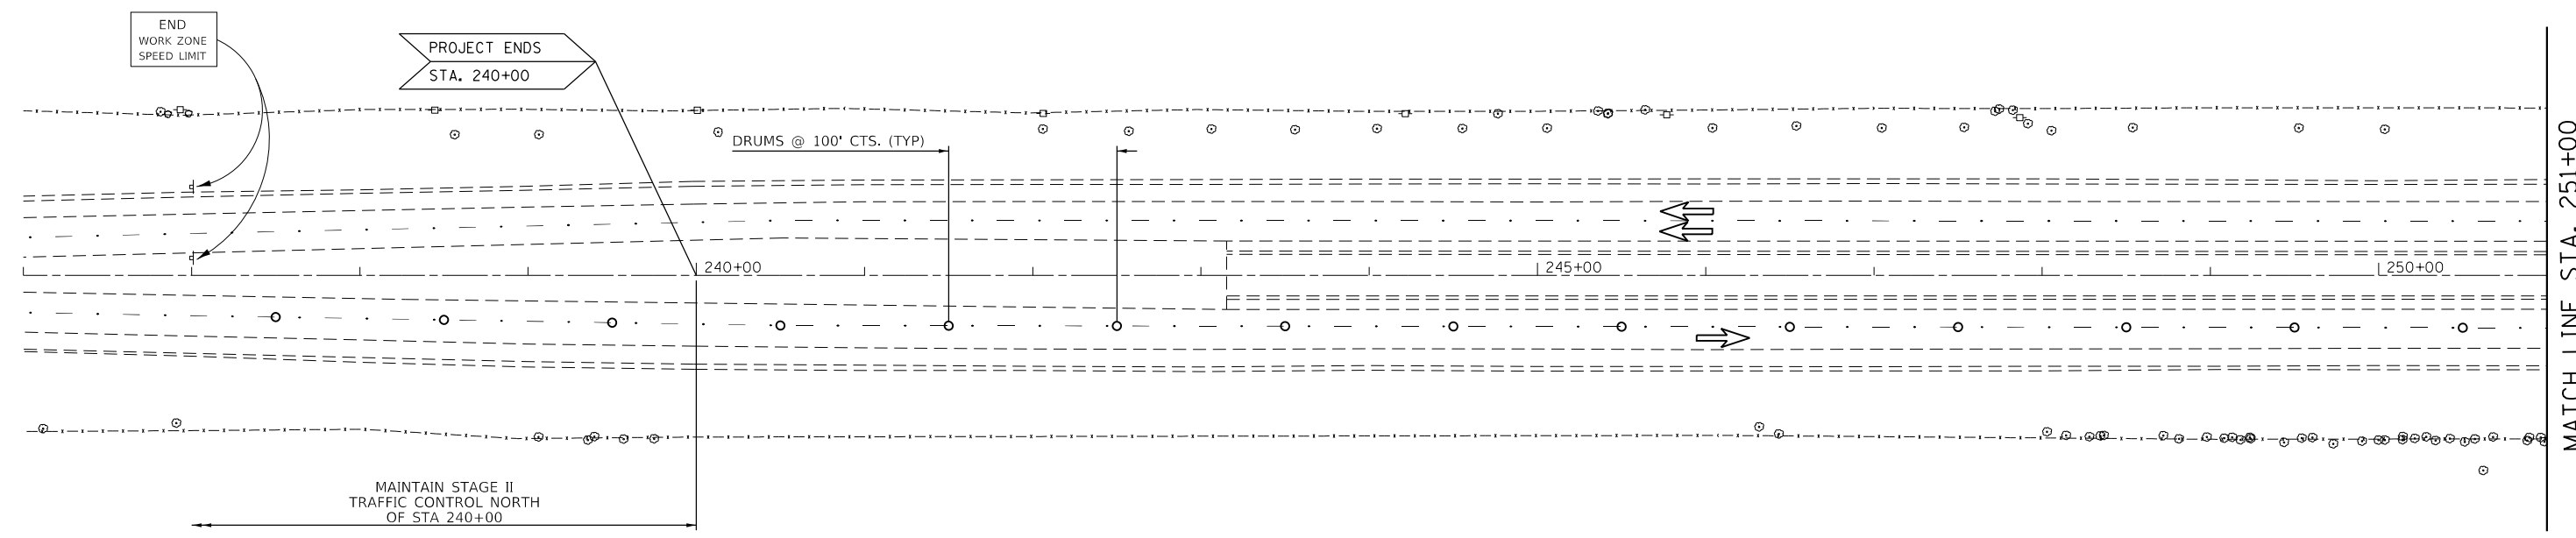 END
WORK ZONE
SPEED LIMIT
PROJECT ENDS
STA. 240+00
DRUMS @ 100' CTS. (TYP)
240+00
245+00
250+00
MATCH LINE STA. 251+00
MAINTAIN STAGE II
TRAFFIC CONTROL NORTH
OF STA 240+00